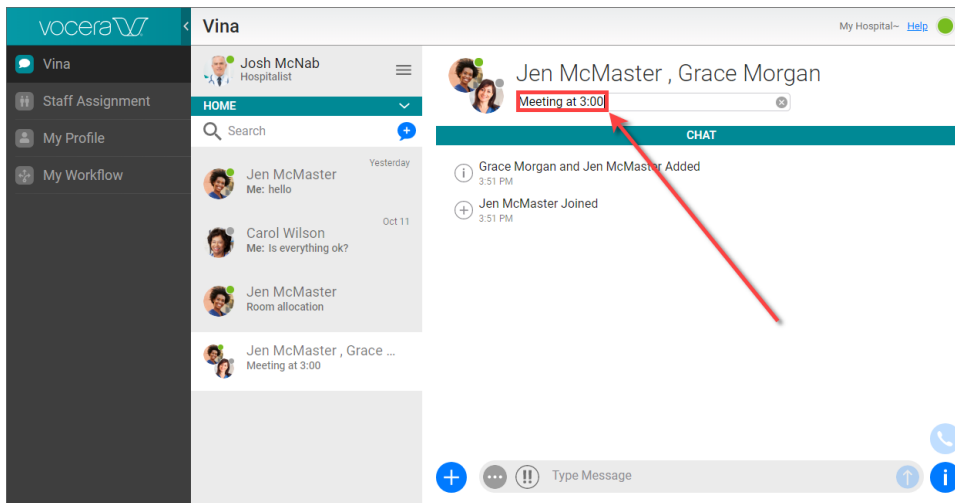 vocera
Vina
My Hospital~ Help
Vina
Staff Assignment
My Profile
My Workflow
Josh McNab
Hospitalist
HOME
Search
Yesterday
Jen McMaster
Me: hello
Oct 11
Carol Wilson
Me: Is everything ok?
Jen McMaster
Room allocation
Jen McMaster , Grace ...
Meeting at 3:00
Jen McMaster , Grace Morgan
Meeting at 3:00
CHAT
Grace Morgan and Jen McMaster Added
3:51 PM
Jen McMaster Joined
3:51 PM
Type Message